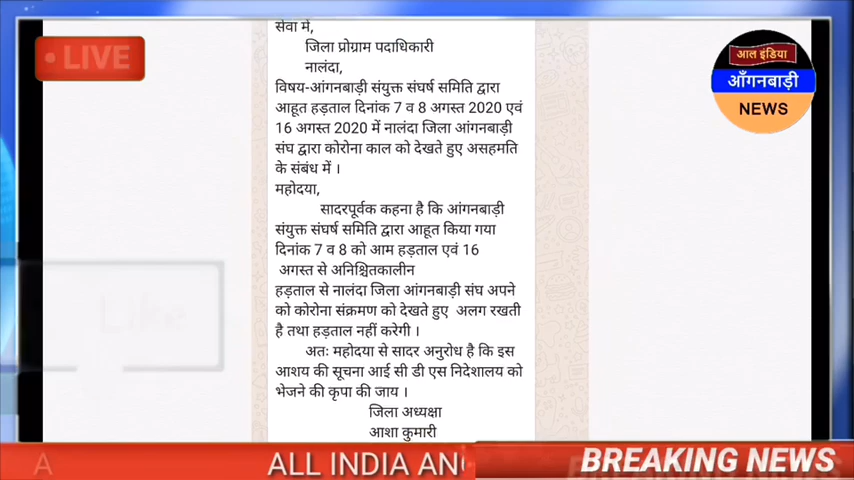 सेवा में,
जिला प्रोग्राम पदाधिकारी
नालंदा,
विषय-आंगनबाड़ी संयुक्त संघर्ष समिति द्वारा
आहूत हड़ताल दिनांक 7 व 8 अगस्त 2020 एवं
16 अगस्त 2020 में नालंदा जिला आंगनबाड़ी
संघ द्वारा कोरोना काल को देखते हुए असहमति
के संबंध में ।
महोदया,
सादरपूर्वक कहना है कि आंगनबाड़ी
संयुक्त संघर्ष समिति द्वारा आहूत किया गया
दिनांक 7 व 8 को आम हड़ताल एवं 16
अगस्त से अनिश्चितकालीन
हड़ताल से नालंदा जिला आंगनबाड़ी संघ अपने
को कोरोना संक्रमण को देखते हुए अलग रखती
है तथा हड़ताल नहीं करेगी ।
अतः महोदया से सादर अनुरोध है कि इस
आशय की सूचना आई सी डी एस निदेशालय को
भेजने की कृपा की जाय ।
जिला अध्यक्षा
आशा कुमारी
LIVE
आल इंडिया
आँगनबाड़ी
NEWS
Like
A
ALL INDIA AN
BREAKING NEWS